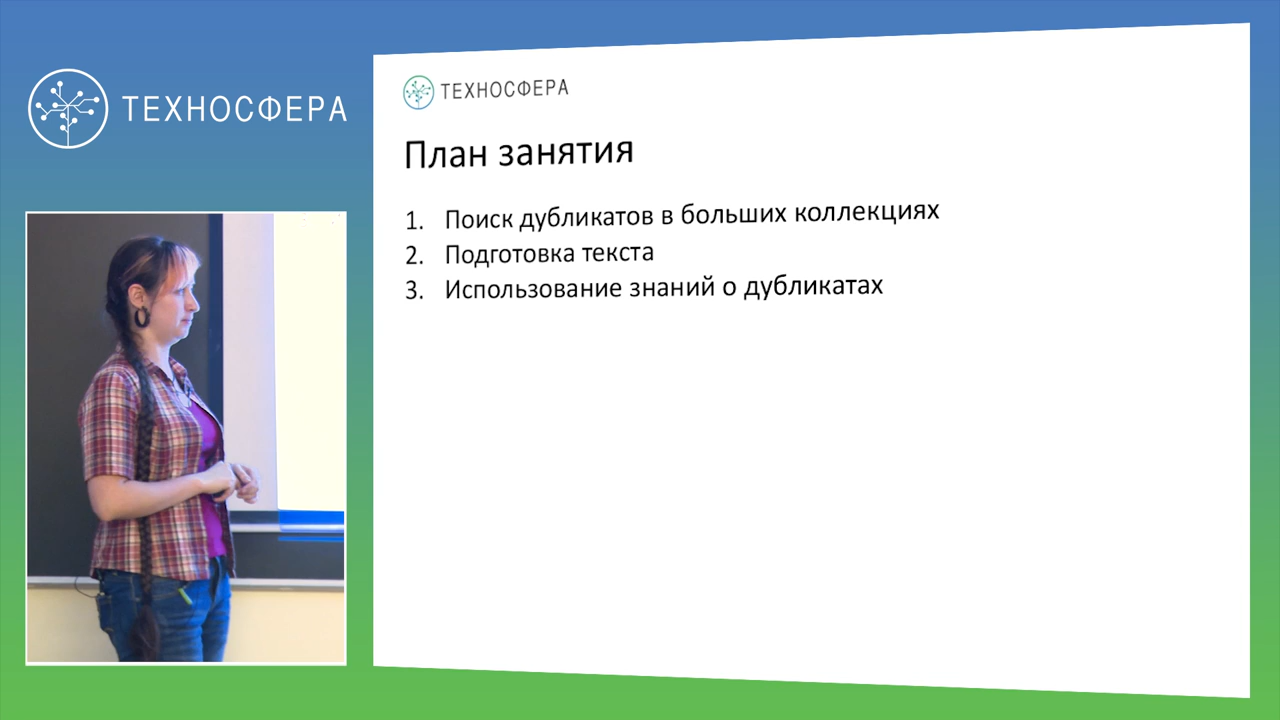 ТЕХНОСФЕРА
ТЕХНОСФЕРА
План занятия
1. Поиск дубликатов в больших коллекциях
2. Подготовка текста
3. Использование знаний о дубликатах